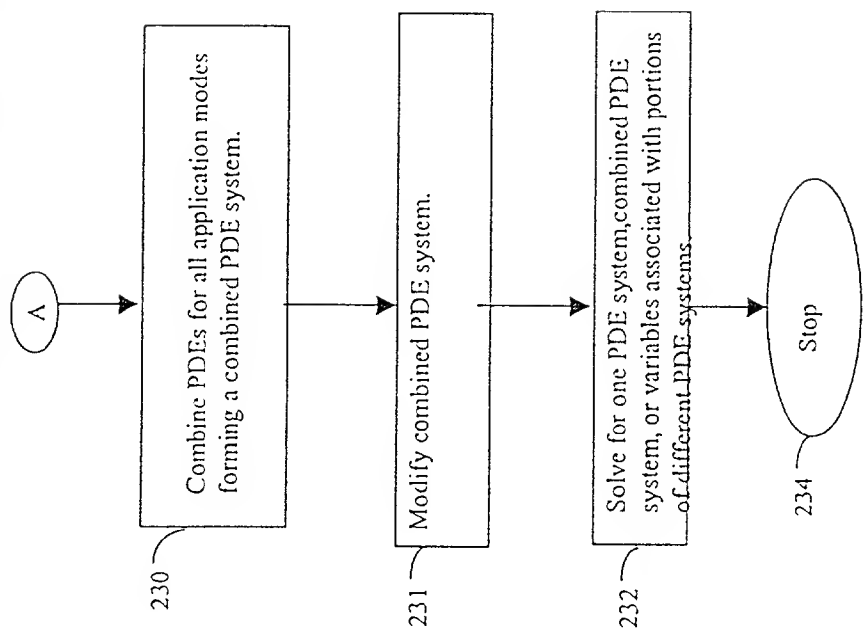 A
230
Combine PDEs for all application modes
forming a combined PDE system.
231
Modify combined PDE system.
232
Solve for one PDE system,combined PDE
system, or variables associated with portions
of different PDE systems.
234
Stop